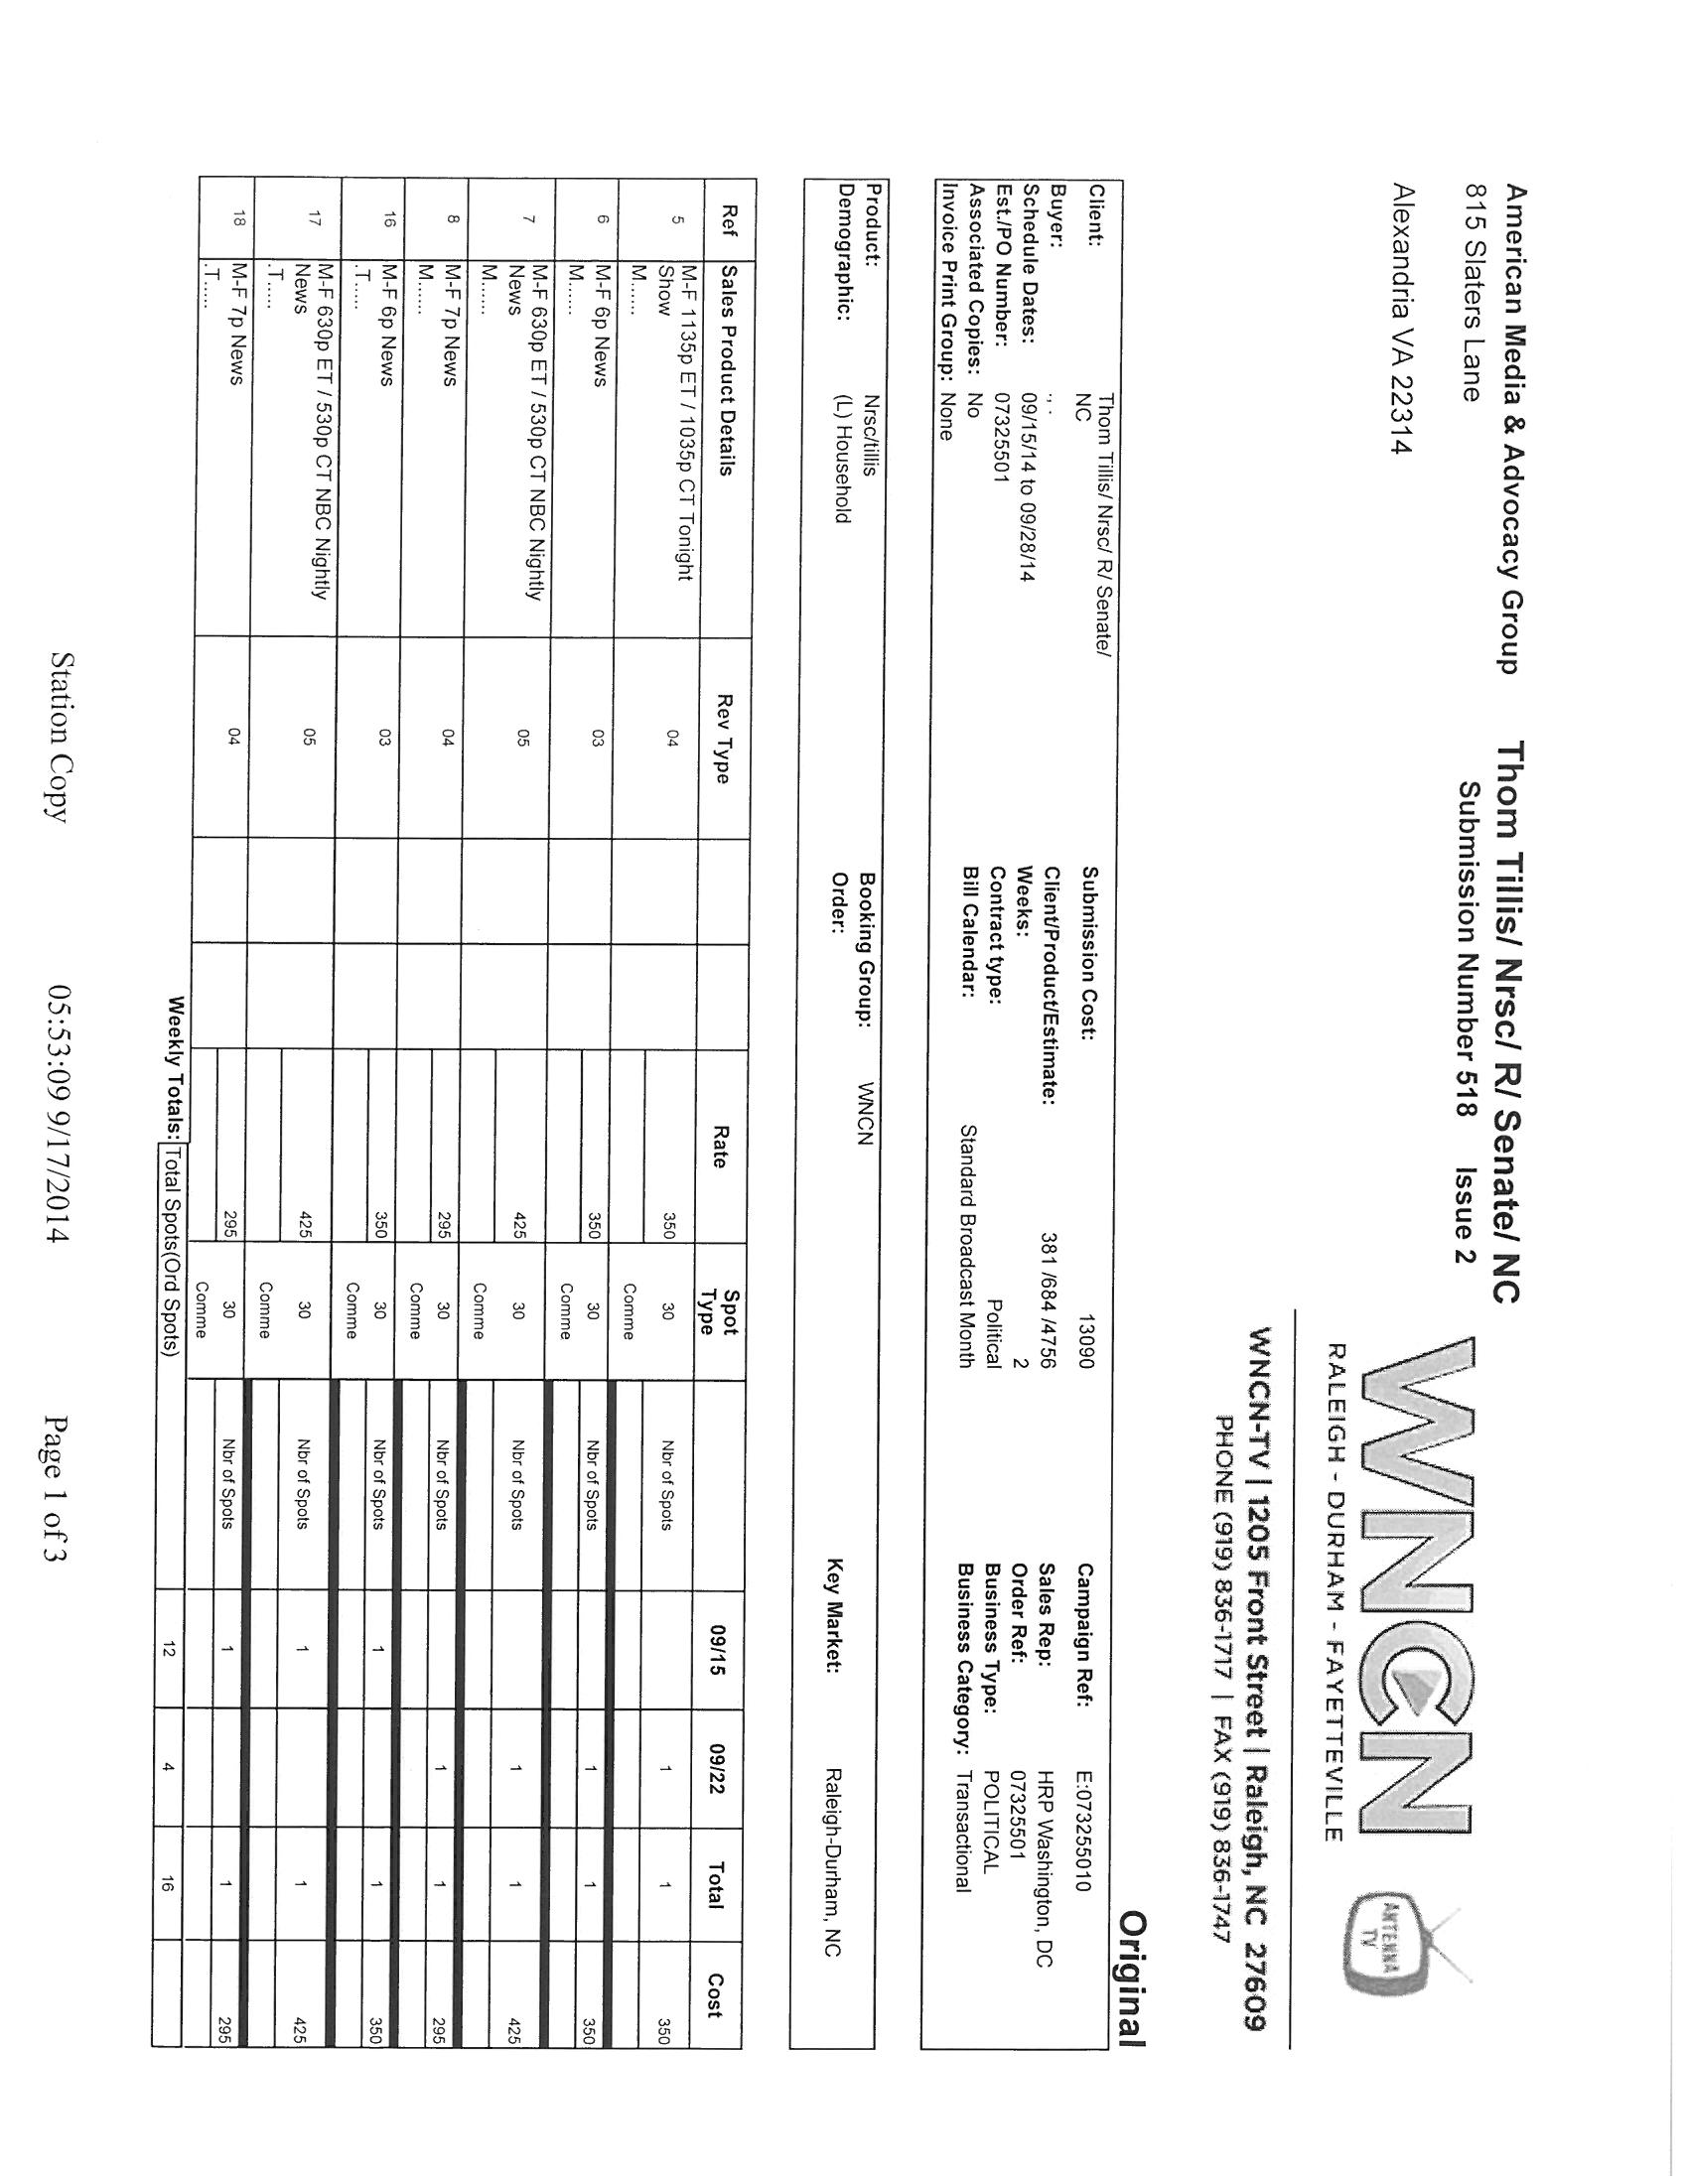 American Media & Advocacy Group
815 Slaters Lane
Alexandria VA 22314
Thom Tillis/ Nrsc/ R/ Senate/ NC
Submission Number 518 Issue 2
WNCN
RALEIGH - DURHAM - FAYETTEVILLE
ANTENNA
TV
WNCN-TV | 1205 Front Street | Raleigh, NC 27609
PHONE (919) 836-1717 | FAX (919) 836-1747
Original
Client: Thom Tillis/ Nrsc/ R/ Senate/ Submission Cost: 13090 Campaign Ref: E:073255010
NC
Buyer: ., . Client/Product/Estimate: 381 /684 /4756 Sales Rep: HRP Washington, DC
Schedule Dates: 09/15/14 to 09/28/14 Weeks: 2 Order Ref: 07325501
Est./PO Number: 07325501 Contract type: Political Business Type: POLITICAL
Associated Copies: No Bill Calendar: Standard Broadcast Month Business Category: Transactional
Invoice Print Group: None
Product: Nrsc/tillis Booking Group: WNCN
Demographic: (L) Household Order: Key Market: Raleigh-Durham, NC
Ref Sales Product Details Rev Type Rate Spot Type 09/15 09/22 Total Cost
5 M-F 1135p ET / 1035p CT Tonight 04 350 30 Nbr of Spots 1 1 350
Show
M...... Comme
6 M-F 6p News 03 350 30 Nbr of Spots 1 1 350
M...... Comme
7 M-F 630p ET / 530p CT NBC Nightly 05 425 30 Nbr of Spots 1 1 425
News
M...... Comme
8 M-F 7p News 04 295 30 Nbr of Spots 1 1 295
M...... Comme
16 M-F 6p News 03 350 30 Nbr of Spots 1 1 350
.T..... Comme
17 M-F 630p ET / 530p CT NBC Nightly 05 425 30 Nbr of Spots 1 1 425
News
.T..... Comme
18 M-F 7p News 04 295 30 Nbr of Spots 1 1 295
.T..... Comme
Weekly Totals: Total Spots(Ord Spots) 12 4 16
Station Copy 05:53:09 9/17/2014 Page 1 of 3